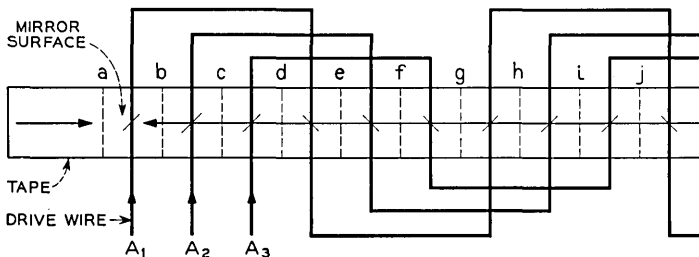 MIRROR
SURFACE
a b c d e f g h i j
TAPE
DRIVE WIRE
A1 A2 A3